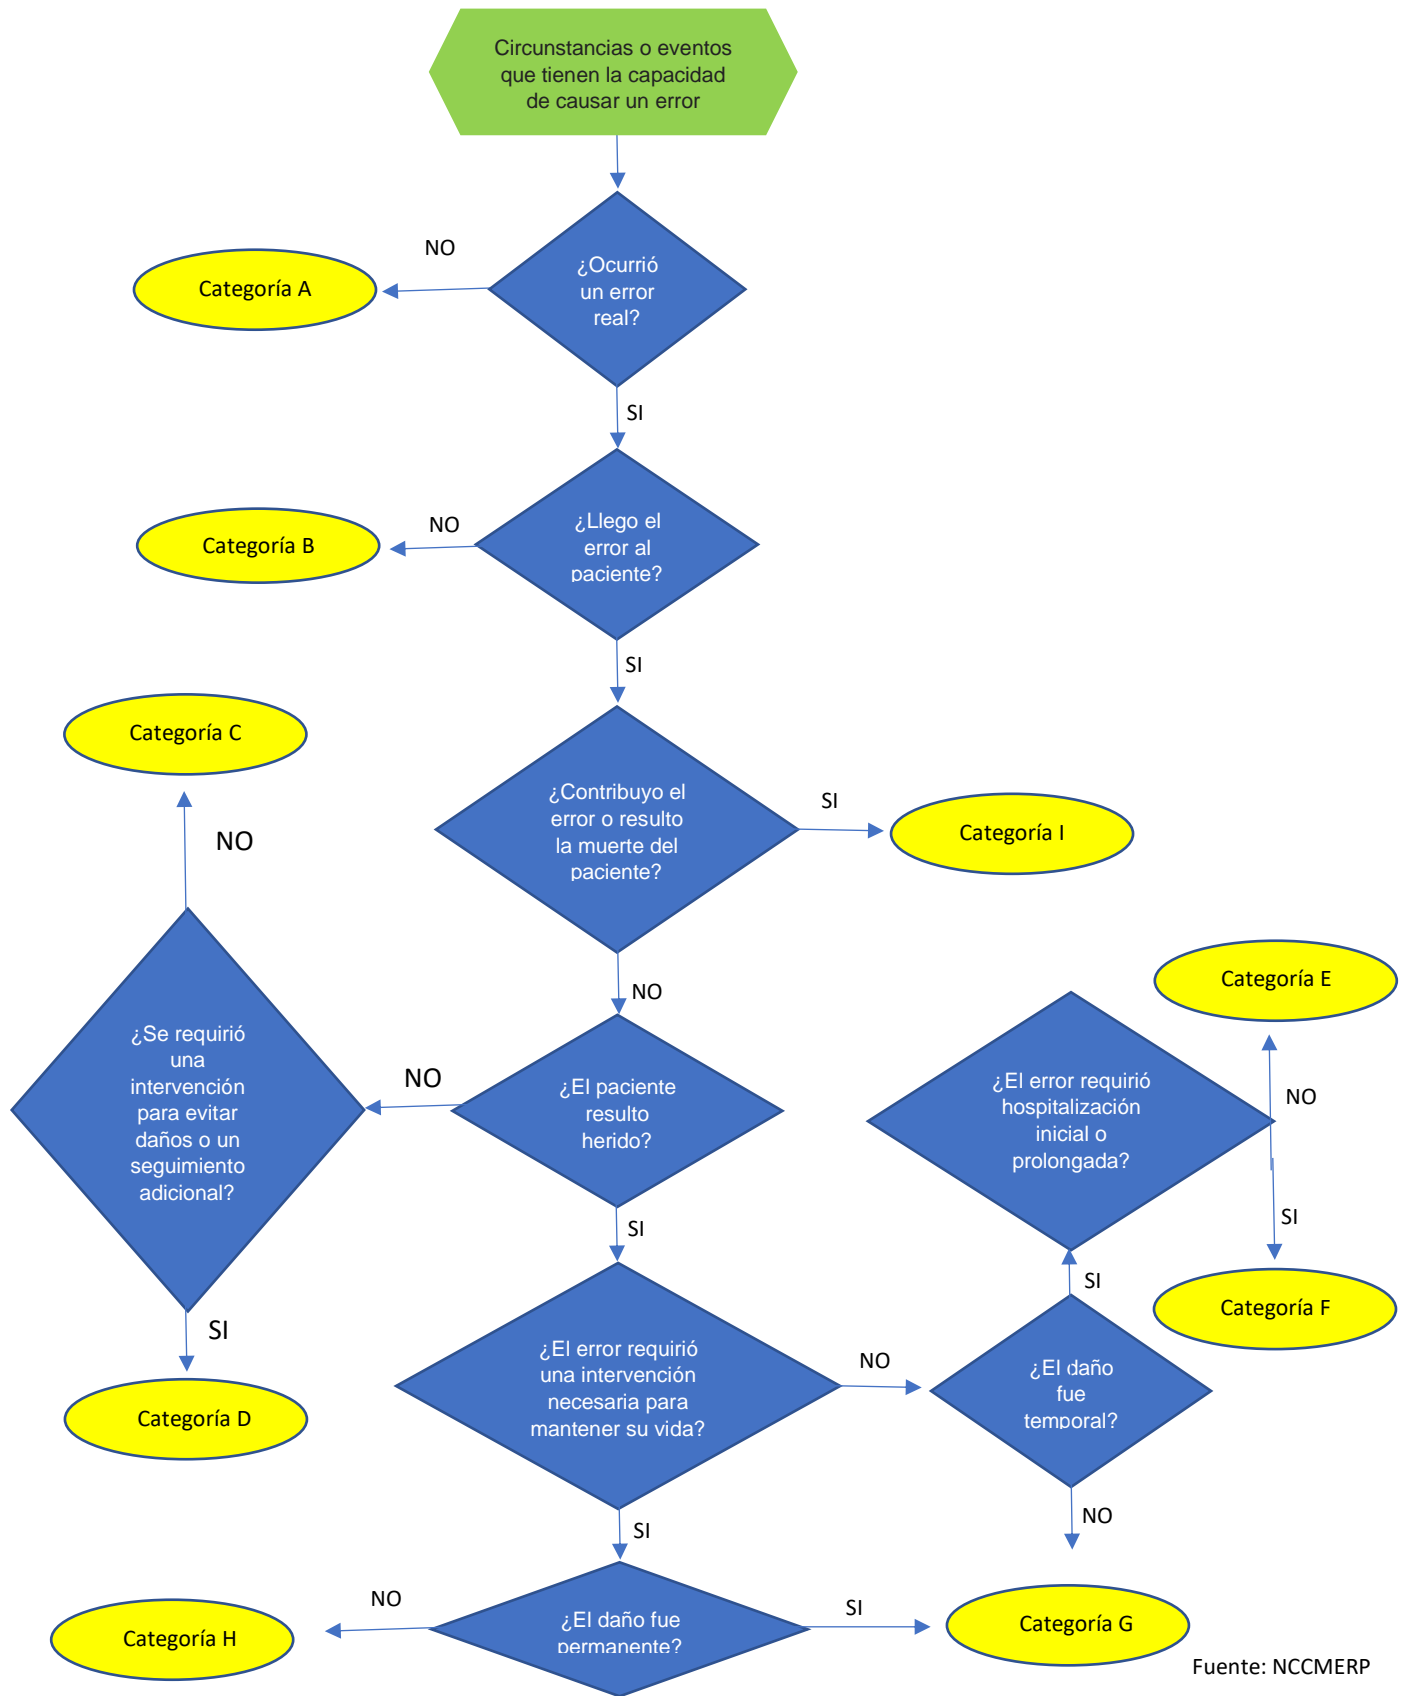 Circunstancias o eventos
que tienen la capacidad
de causar un error
NO
¿Ocurrió
un error
real?
Categoría A
SI
NO
¿Llego el
error al
paciente?
Categoría B
SI
Categoría C
¿Contribuyo el
error o resulto
la muerte del
paciente?
SI
Categoría I
NO
NO
Categoría E
¿Se requirió
una
intervención
para evitar
daños o un
seguimiento
adicional?
NO
¿El paciente
resulto
herido?
¿El error requirió
hospitalización
inicial o
prolongada?
NO
SI
SI
SI
Categoría F
SI
Categoría D
¿El error requirió
una intervención
necesaria para
mantener su vida?
NO
¿El daño
fue
temporal?
SI
NO
NO
¿El daño fue
permanente?
SI
Categoría H
Categoría G
Fuente: NCCMERP